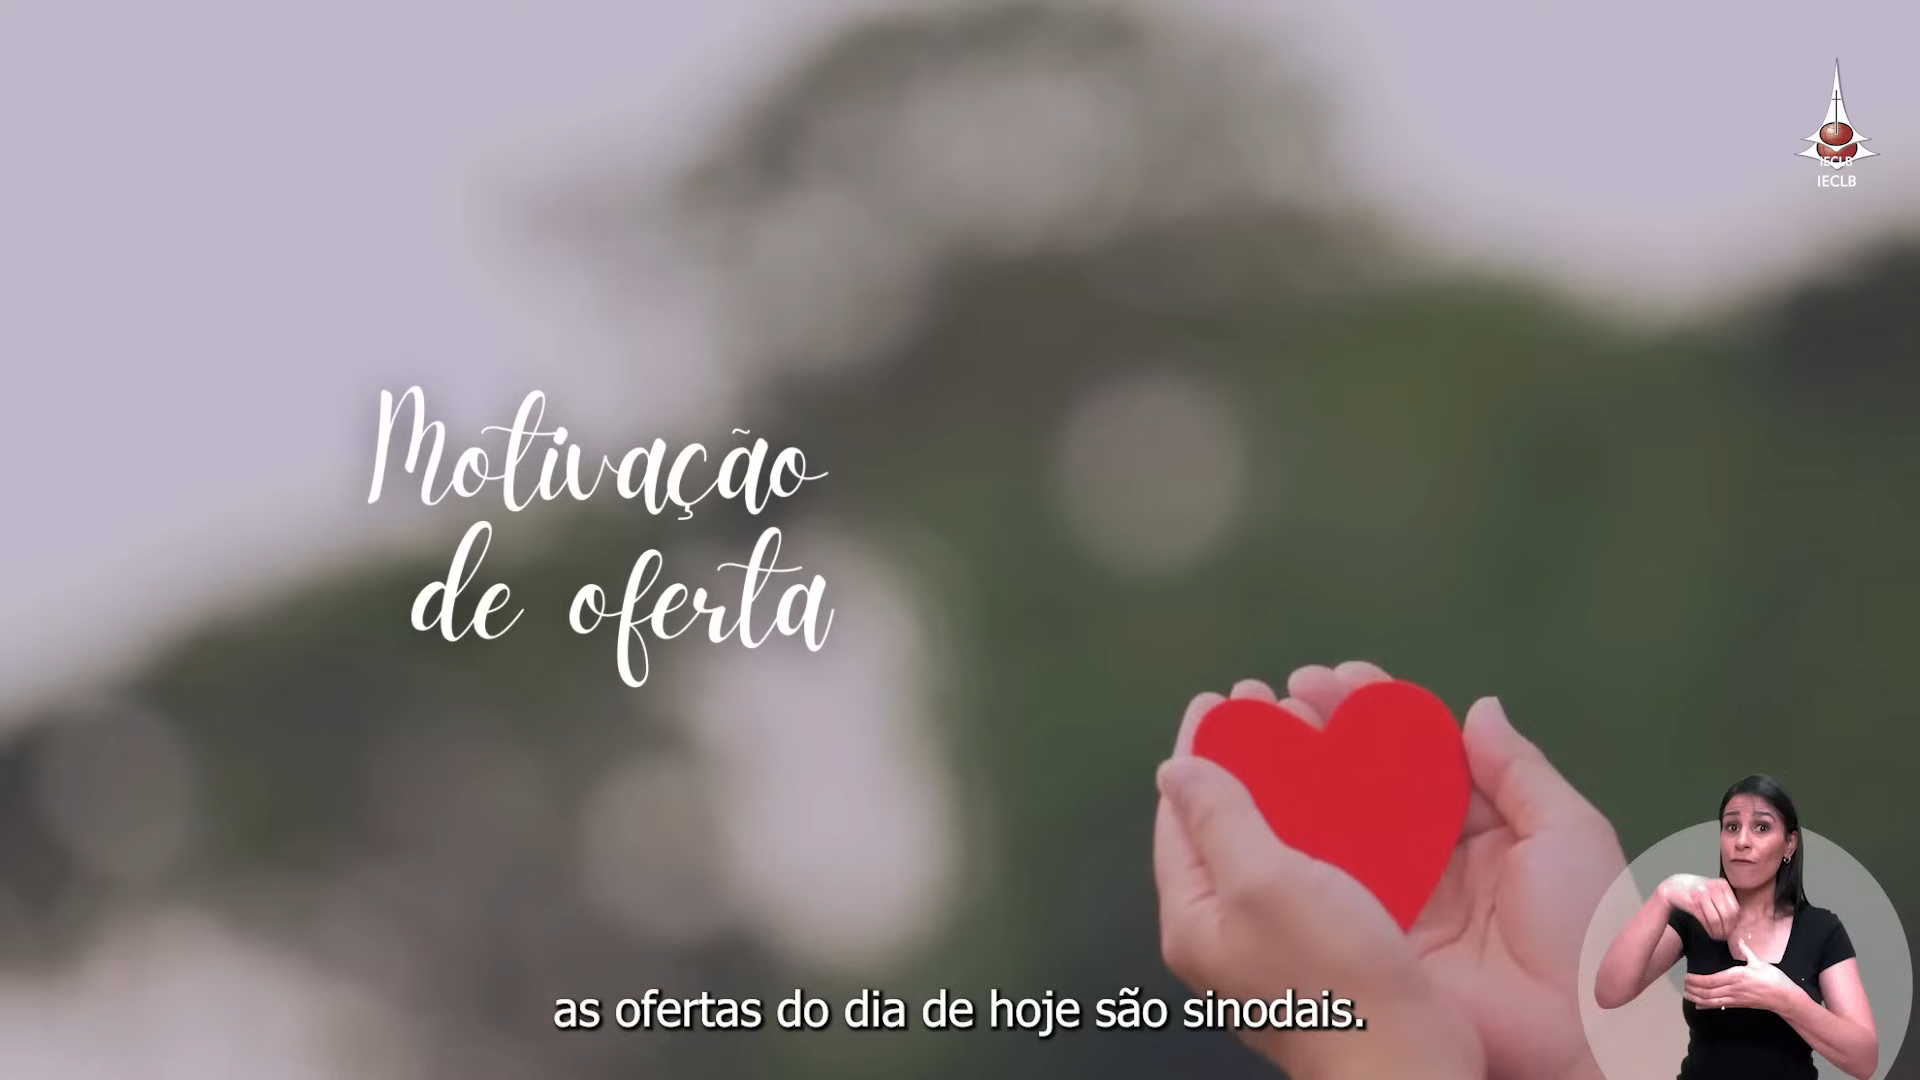 IECLB
IECLB
Motivação
de oferta
as ofertas do dia de hoje são sinodais.